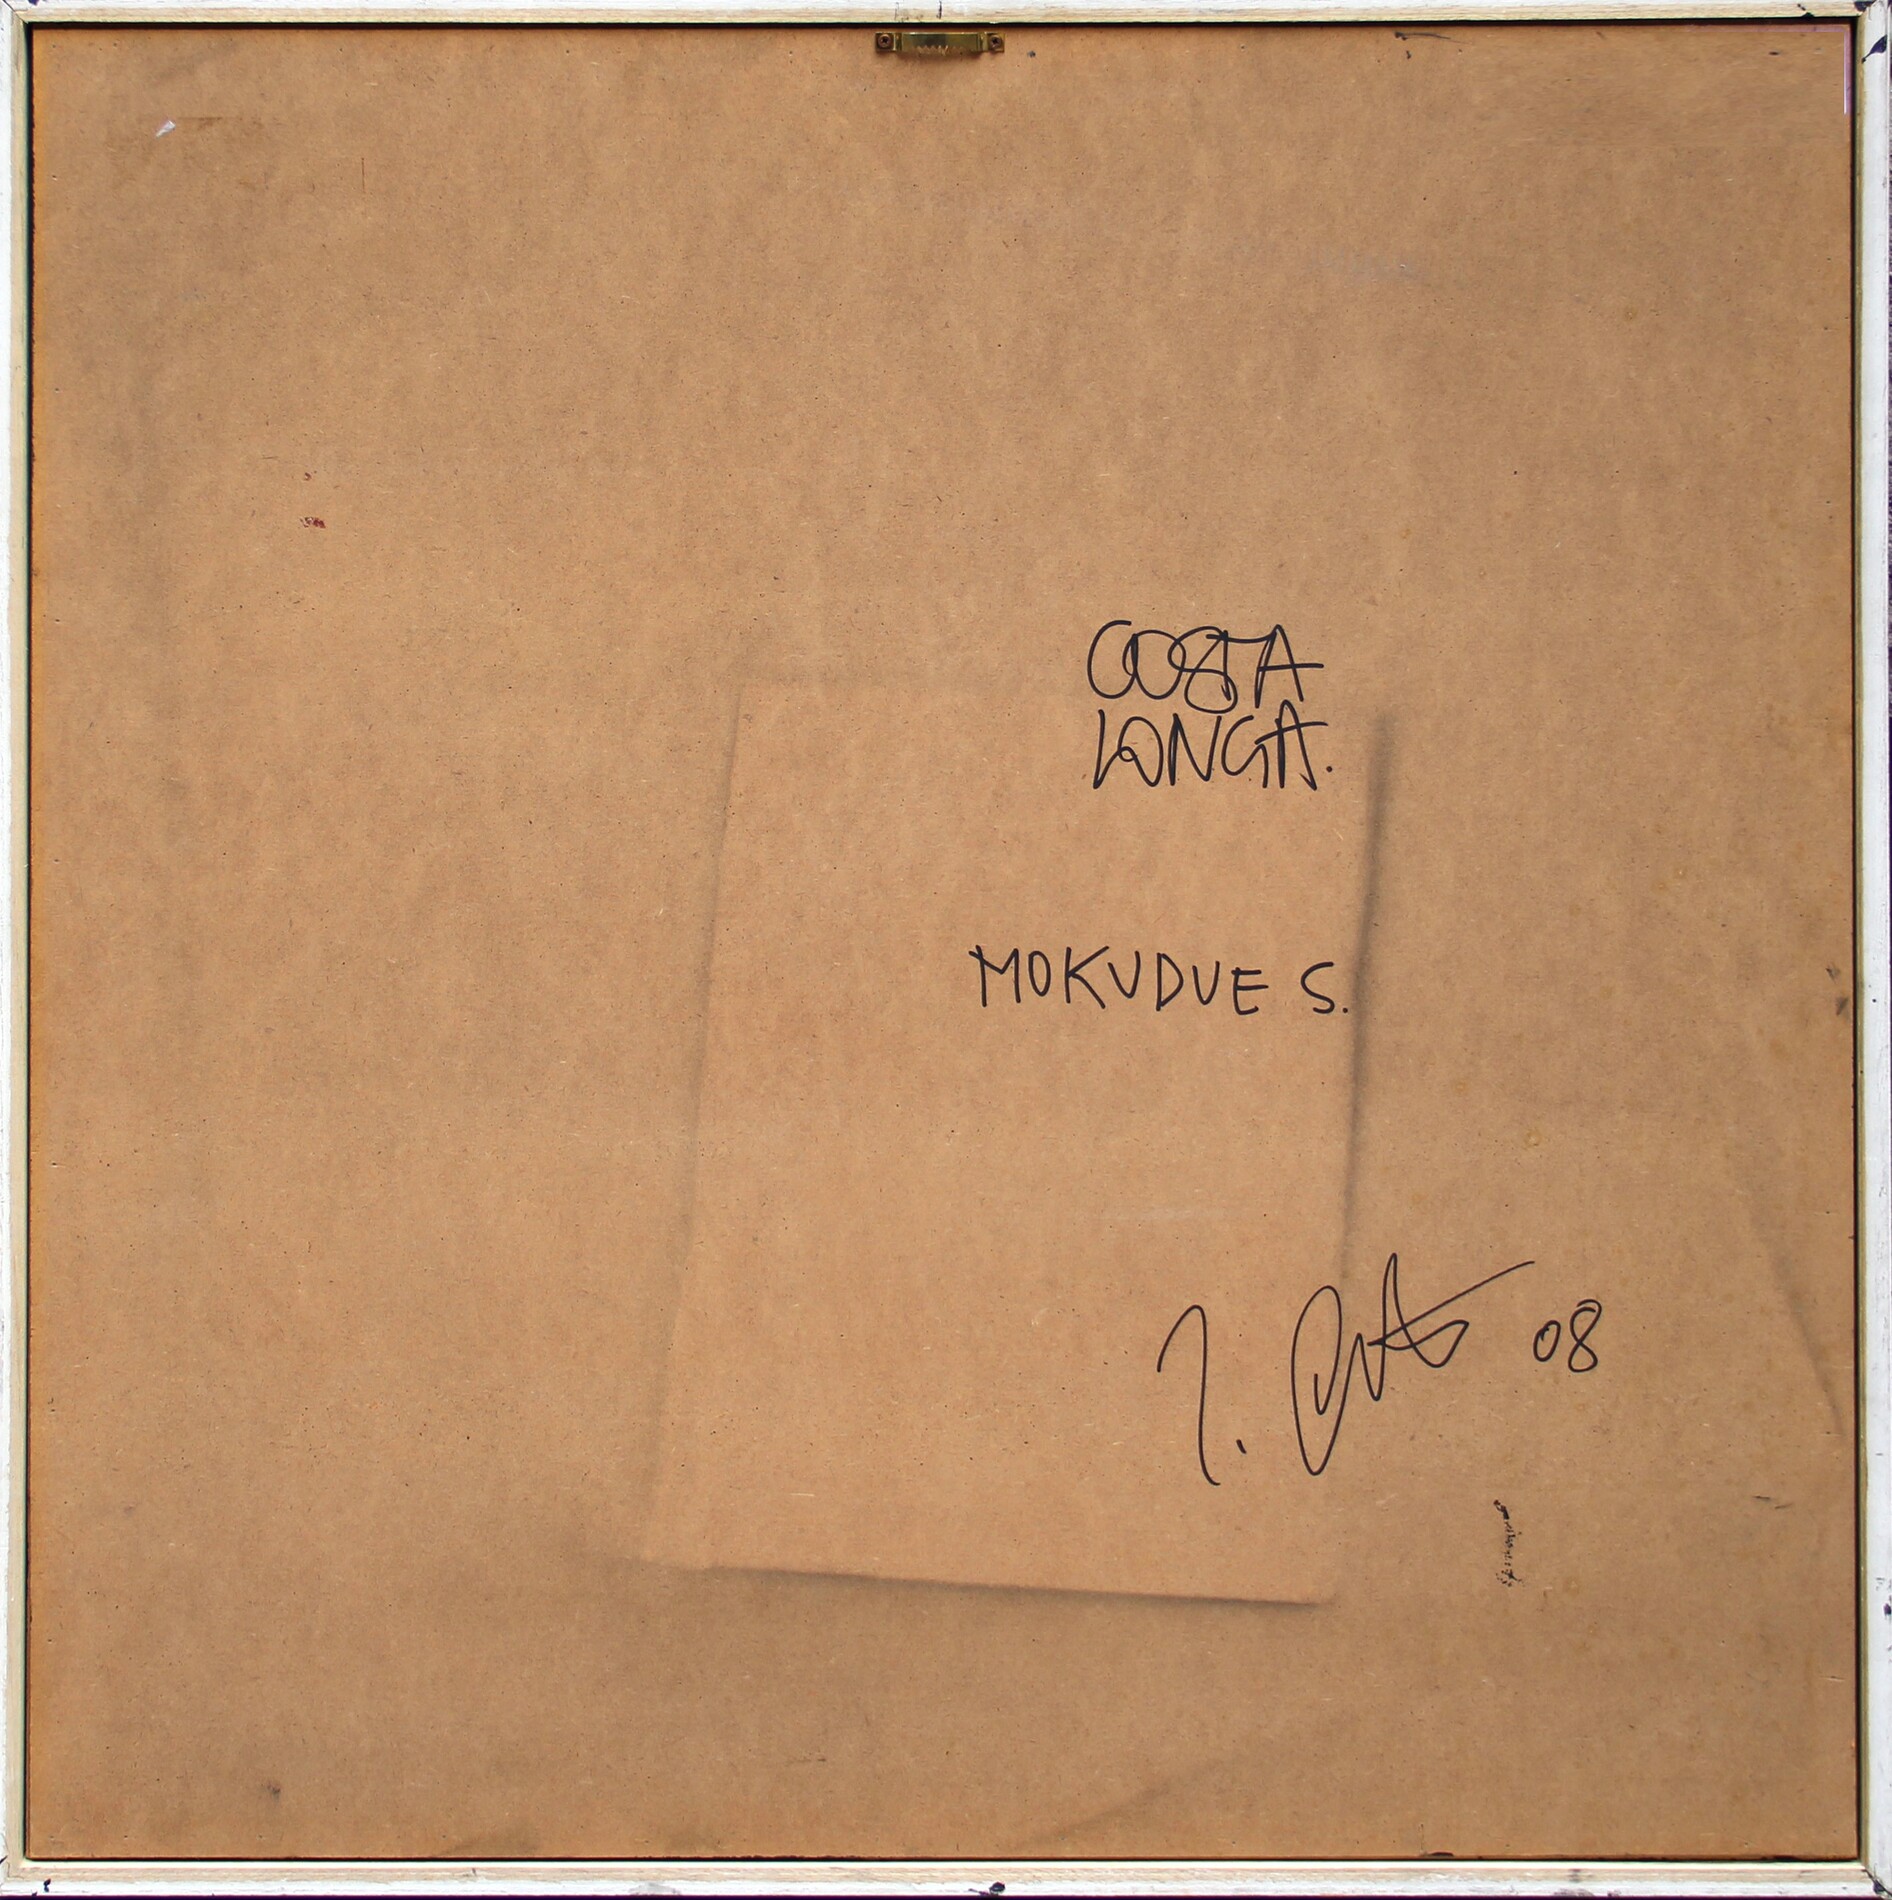 COSTA
LONGA.
MOKUDUE S.
08